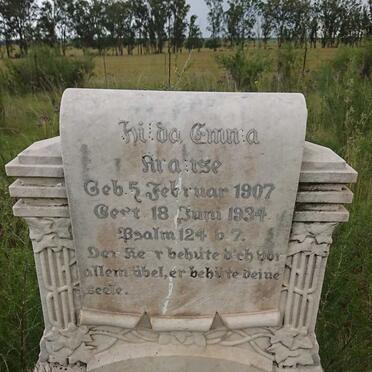 Hilda Emma
Krause
Geb. 5 Februar 1907
Gest 18 Juni 1934
Psalm 124 v 7.
Der Herr behüte dich vor
allem übel, er behüte deine
seele.